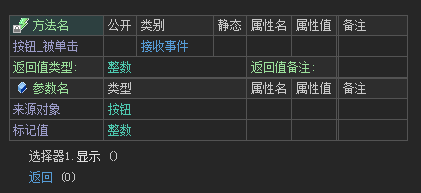 方法名 公开 类别 静态 属性名 属性值 备注
按钮_被单击 接收事件
返回值类型: 整数 返回值备注:
参数名 类型 属性名 属性值 备注
来源对象 按钮
标记值 整数
选择器1.显示 ()
返回 (0)